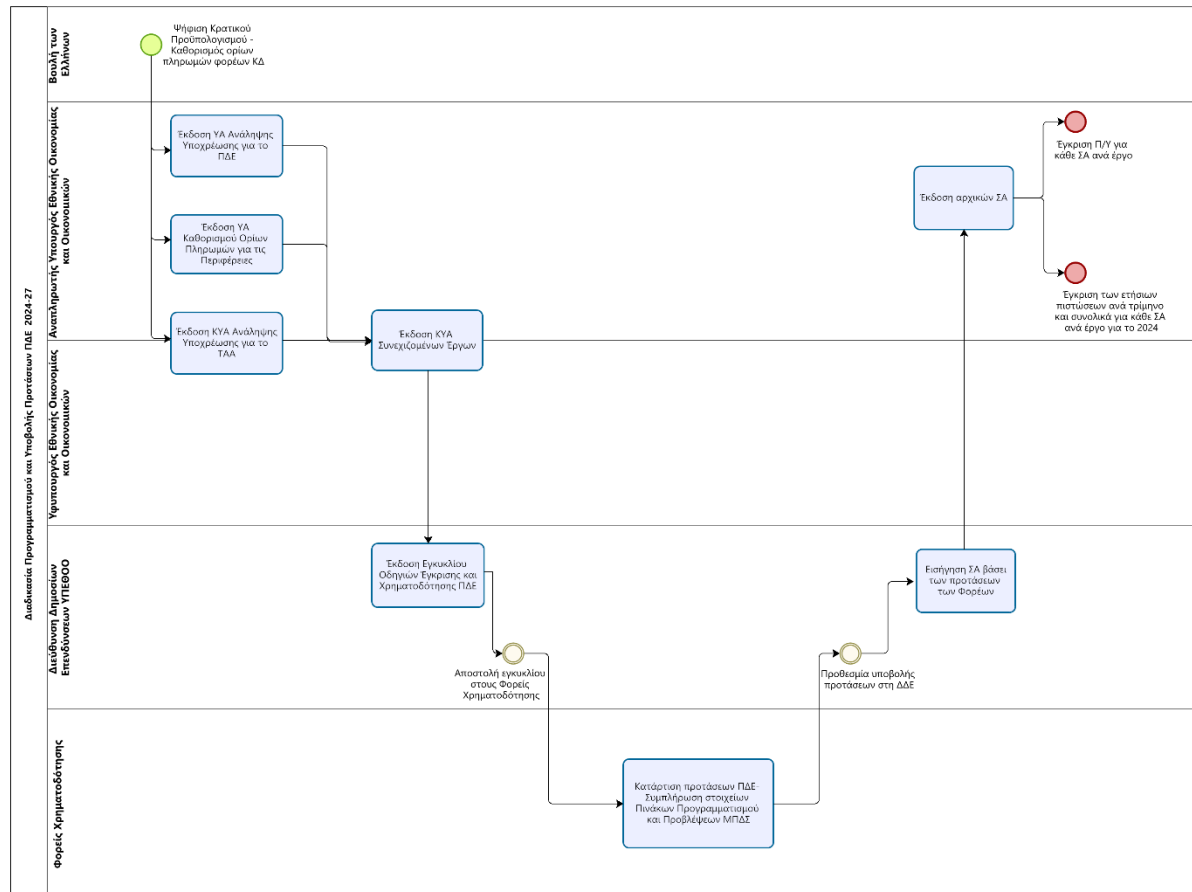 Διαδικασία Προγραμματισμού και Υποβολής Προτάσεων ΠΔΕ 2024-27
Βουλή των
Ελλήνων
Ψήφιση Κρατικού
Προϋπολογισμού -
Καθορισμός ορίων
πληρωμών φορέων ΚΔ
Αναπληρωτής Υπουργός Εθνικής Οικονομίας
και Οικονομικών
Έκδοση ΥΑ Ανάληψης
Υποχρέωσης για το
ΠΔΕ
Έκδοση ΥΑ
Καθορισμού Ορίων
Πληρωμών για τις
Περιφέρειες
Έκδοση ΚΥΑ Ανάληψης
Υποχρέωσης για το
ΤΑΑ
Έκδοση ΚΥΑ
Συνεχιζομένων Έργων
Έκδοση αρχικών ΣΑ
Έγκριση Π/Υ για
κάθε ΣΑ ανά έργο
Έγκριση των ετήσιων
πιστώσεων ανά τρίμηνο
και συνολικά για κάθε ΣΑ
ανά έργο για το 2024
Υφυπουργός Εθνικής Οικονομίας
και Οικονομικών
Διεύθυνση Δημοσίων
Επενδύσεων ΥΠΕΘΟΟ
Έκδοση Εγκυκλίου
Οδηγιών Έγκρισης και
Χρηματοδότησης ΠΔΕ
Αποστολή εγκυκλίου
στους Φορείς
Χρηματοδότησης
Προθεσμία υποβολής
προτάσεων στη ΔΔΕ
Εισήγηση ΣΑ βάσει
των προτάσεων
των Φορέων
Φορείς Χρηματοδότησης
Κατάρτιση προτάσεων ΠΔΕ-
Συμπλήρωση στοιχείων
Πινάκων Προγραμματισμού
και Προβλέψεων ΜΠΔΣ